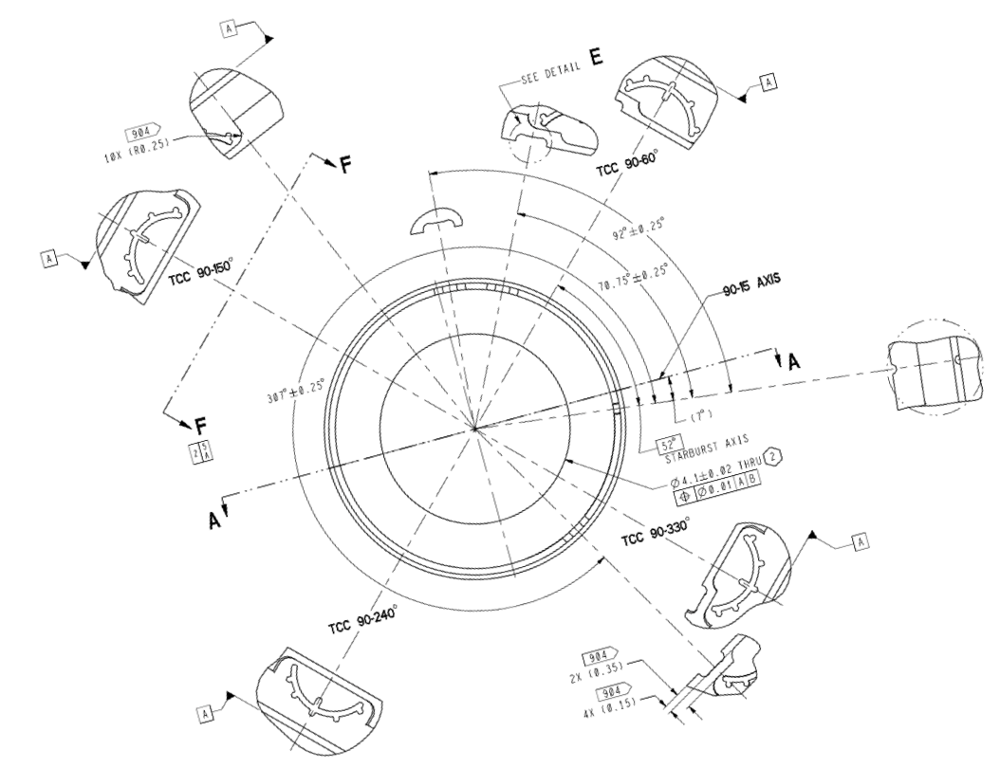 A
SEE DETAIL E
A
904
10X (R0.25)
F
TCC 90-60°
92°±0.25°
A
TCC 90-150°
70.75°±0.25°
90-15 AXIS
A
307°±0.25°
F
(7°)
2 5
A
52°
STARBURST AXIS
Ø4.1±0.02 THRU 2
⌖ Ø0.01 A B
A
TCC 90-330°
A
TCC 90-240°
904
2X (0.35)
904
4X (0.15)
A